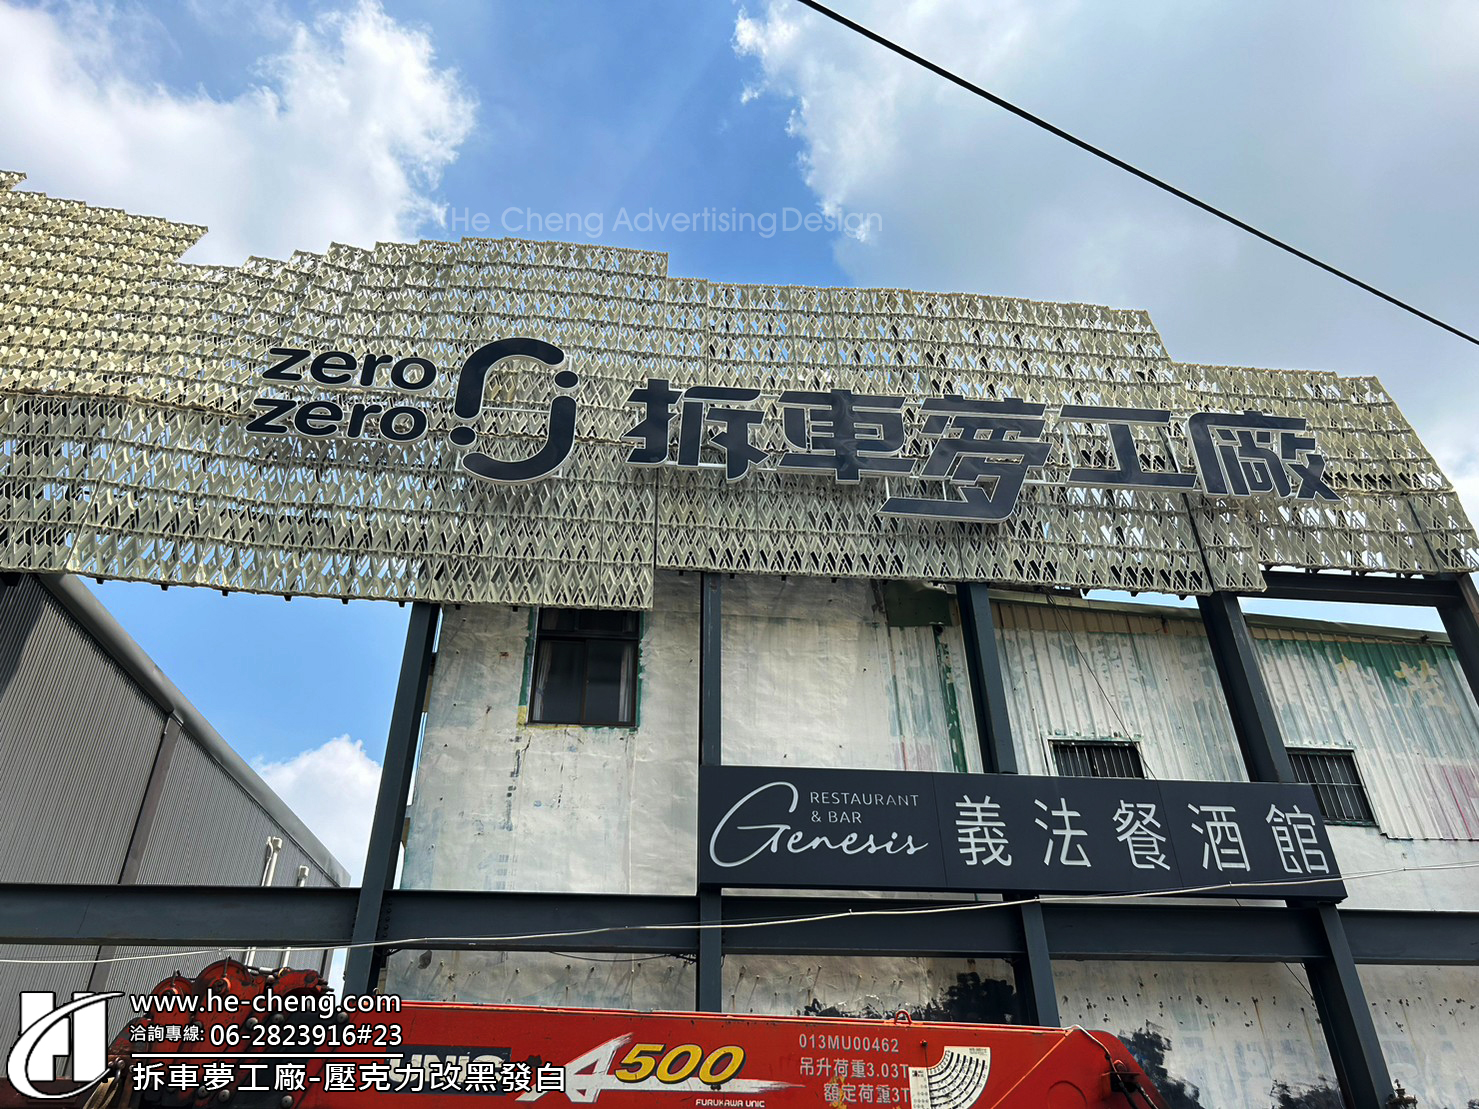 He Cheng Advertising Design
zero
zero
拆車夢工廠
RESTAURANT
& BAR
Genesis
義法餐酒館
www.he-cheng.com
洽詢專線: 06-2823916#23
拆車夢工廠-壓克力改黑發白
UNIC
A500
FURUKAWA UNIC
013MU00462
吊升荷重3.03T
額定荷重3T